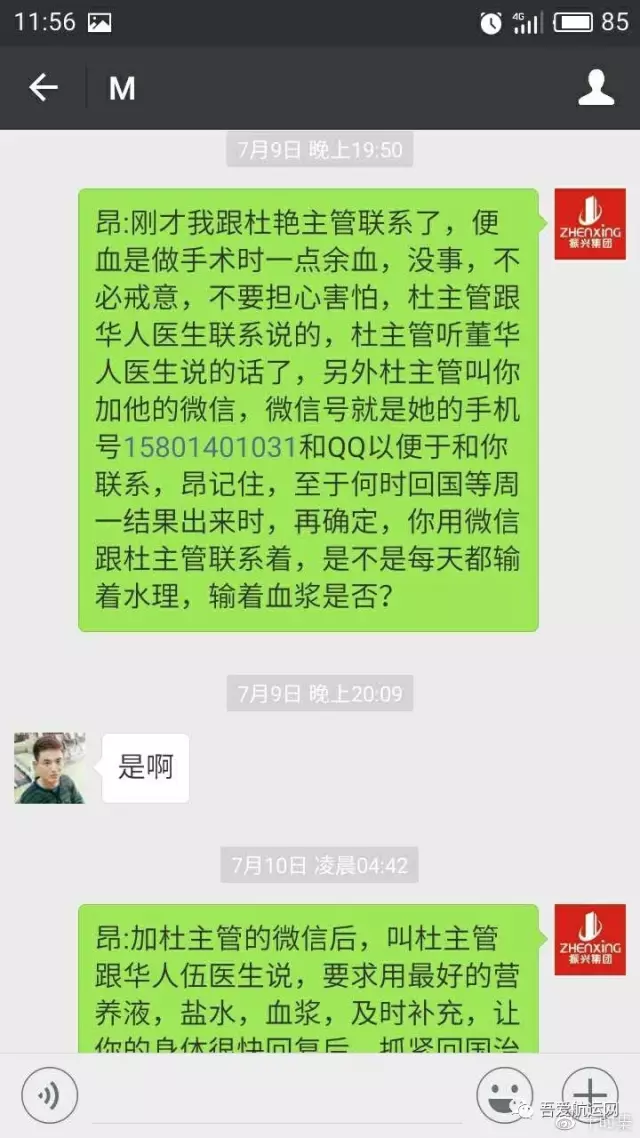 11:56
4G
85
M
7月9日 晚上19:50
昂:刚才我跟杜艳主管联系了，便
血是做手术时一点余血，没事，不
必戒意，不要担心害怕，杜主管跟
华人医生联系说的，杜主管听董华
人医生说的话了，另外杜主管叫你
加他的微信，微信号就是她的手机
号15801401031和QQ以便于和你
联系，昂记住，至于何时回国等周
一结果出来时，再确定，你用微信
跟杜主管联系着，是不是每天都输
着水理，输着血浆是否？
ZHENXING
振兴集团
7月9日 晚上20:09
是啊
7月10日 凌晨04:42
昂:加杜主管的微信后，叫杜主管
跟华人伍医生说，要求用最好的营
养液，盐水，血浆，及时补充，让
你的身体很快回复后，抓紧回国治
ZHENXING
振兴集团
吾爱航运网